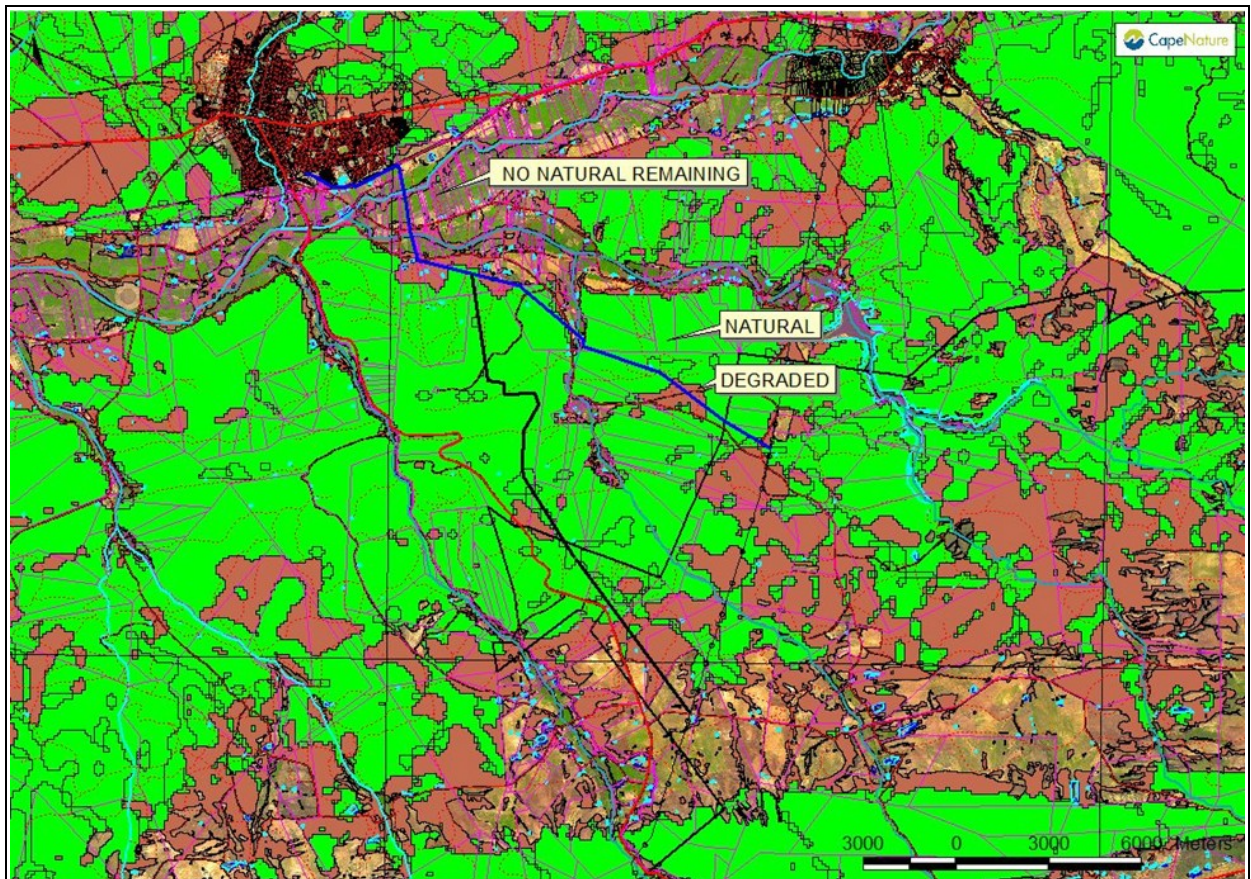 CapeNature
NO NATURAL REMAINING
NATURAL
DEGRADED
3000 0 3000 6000 Meters